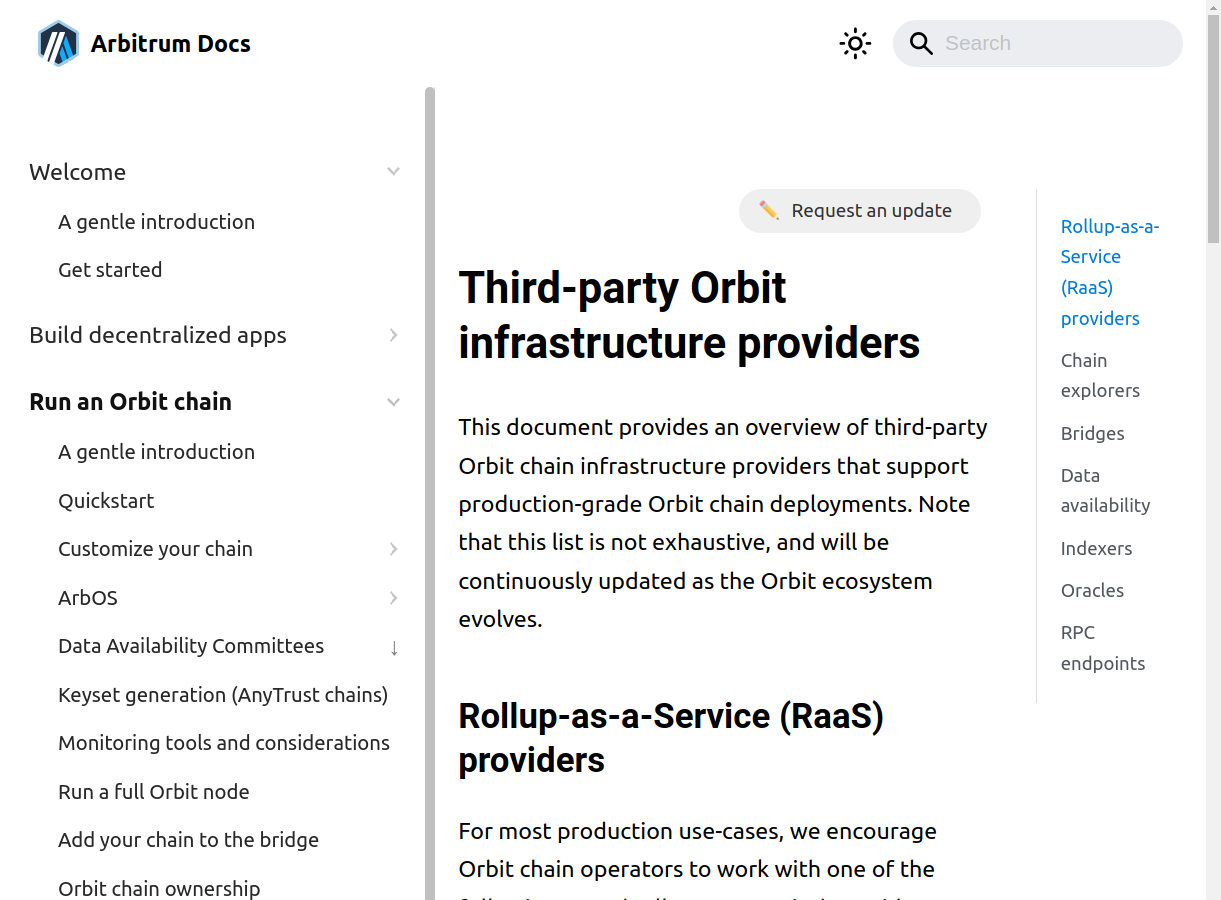 Arbitrum Docs
Search
Welcome
A gentle introduction
Get started
Build decentralized apps
Run an Orbit chain
A gentle introduction
Quickstart
Customize your chain
ArbOS
Data Availability Committees ↓
Keyset generation (AnyTrust chains)
Monitoring tools and considerations
Run a full Orbit node
Add your chain to the bridge
Orbit chain ownership
✏️ Request an update
Third-party Orbit
infrastructure providers
This document provides an overview of third-party
Orbit chain infrastructure providers that support
production-grade Orbit chain deployments. Note
that this list is not exhaustive, and will be
continuously updated as the Orbit ecosystem
evolves.
Rollup-as-a-Service (RaaS)
providers
For most production use-cases, we encourage
Orbit chain operators to work with one of the
Rollup-as-a-
Service
(RaaS)
providers
Chain
explorers
Bridges
Data
availability
Indexers
Oracles
RPC
endpoints